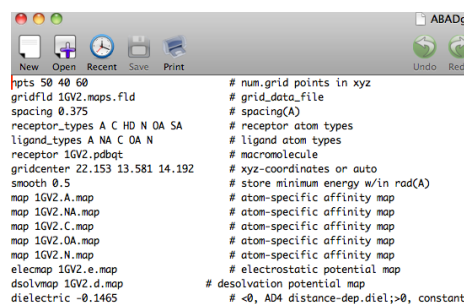 ABADg
New Open Recent Save Print Undo Red
npts 50 40 60 # num.grid points in xyz
gridfld 1GV2.maps.fld # grid_data_file
spacing 0.375 # spacing(A)
receptor_types A C HD N OA SA # receptor atom types
ligand_types A NA C OA N # ligand atom types
receptor 1GV2.pdbqt # macromolecule
gridcenter 22.153 13.581 14.192 # xyz-coordinates or auto
smooth 0.5 # store minimum energy w/in rad(A)
map 1GV2.A.map # atom-specific affinity map
map 1GV2.NA.map # atom-specific affinity map
map 1GV2.C.map # atom-specific affinity map
map 1GV2.OA.map # atom-specific affinity map
map 1GV2.N.map # atom-specific affinity map
elecmap 1GV2.e.map # electrostatic potential map
dsolvmap 1GV2.d.map # desolvation potential map
dielectric -0.1465 # <0, AD4 distance-dep.diel;>0, constant